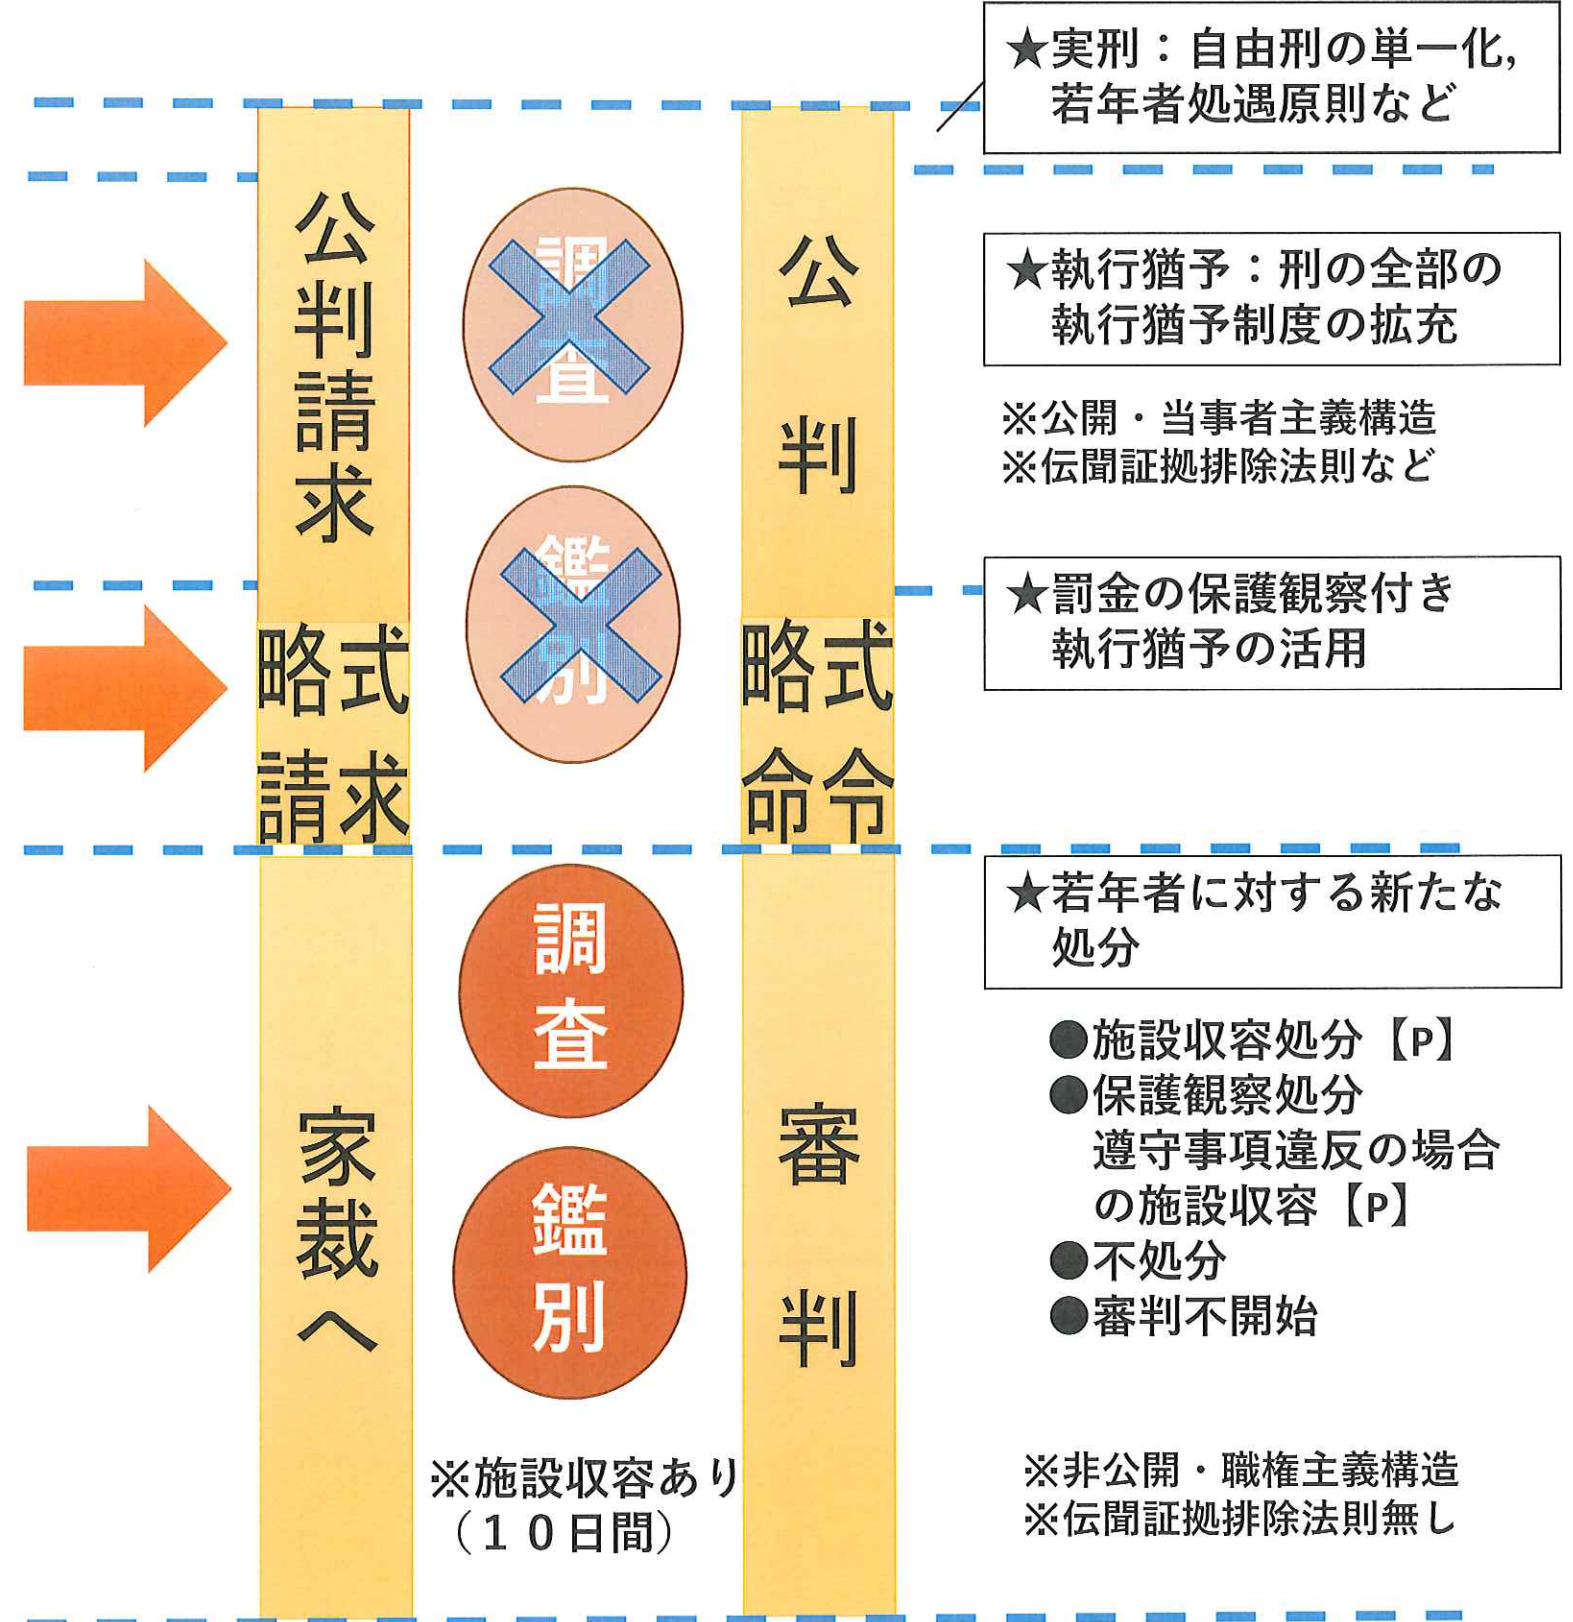 ★実刑：自由刑の単一化,
若年者処遇原則など
公判請求
調査
公判
★執行猶予：刑の全部の
執行猶予制度の拡充
※公開・当事者主義構造
※伝聞証拠排除法則など
鑑別
★罰金の保護観察付き
執行猶予の活用
略式
請求
略式
命令
★若年者に対する新たな
処分
家裁へ
調査
鑑別
※施設収容あり
（１０日間）
審判
●施設収容処分【P】
●保護観察処分
遵守事項違反の場合
の施設収容【P】
●不処分
●審判不開始
※非公開・職権主義構造
※伝聞証拠排除法則無し